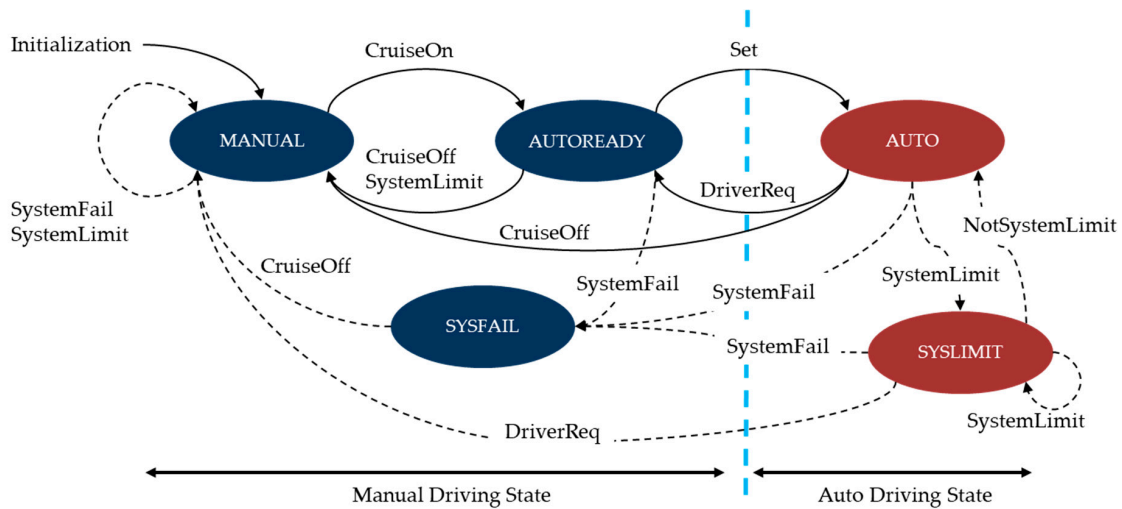 Initialization
CruiseOn
Set
MANUAL
AUTOREADY
AUTO
CruiseOff
SystemLimit
DriverReq
SystemFail
SystemLimit
CruiseOff
NotSystemLimit
CruiseOff
SystemFail
SystemFail
SystemLimit
SYSFAIL
SystemFail
SYSLIMIT
SystemLimit
DriverReq
Manual Driving State
Auto Driving State